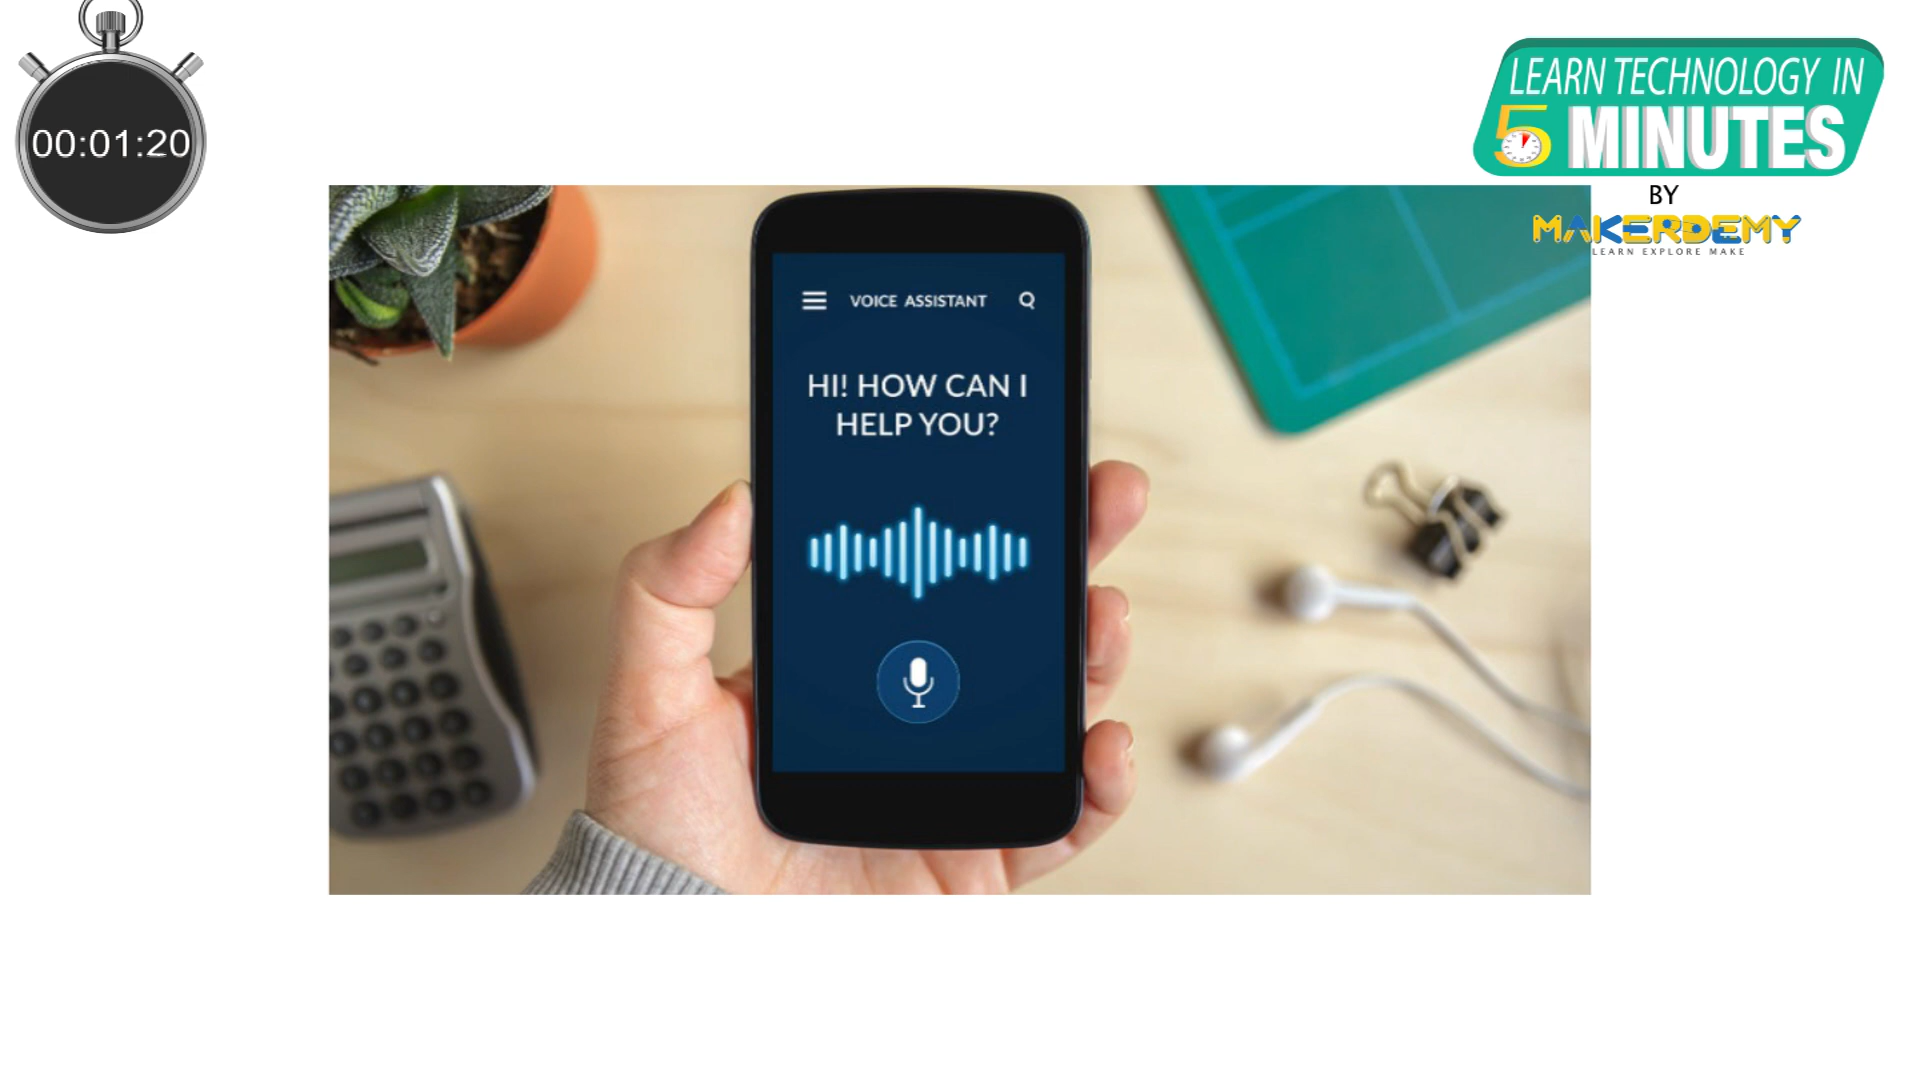 00:01:20
LEARN TECHNOLOGY IN
5 MINUTES
BY
MAKERDEMY
LEARN EXPLORE MAKE
VOICE ASSISTANT
HI! HOW CAN I
HELP YOU?